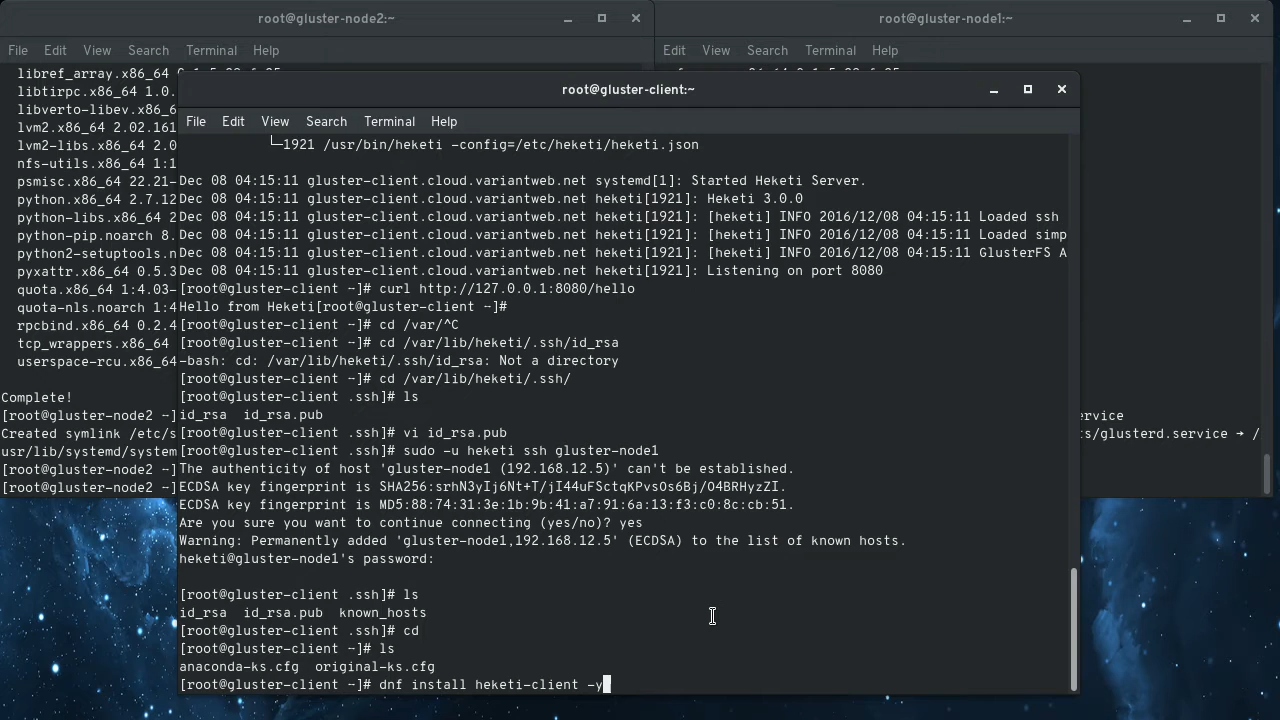 root@gluster-node2:~
File Edit View Search Terminal Help
libref_array.x86_64
libtirpc.x86_64 1.0.
libverto-libev.x86_64
lvm2.x86_64 2.02.161
lvm2-libs.x86_64 2.0
nfs-utils.x86_64 1:1
psmisc.x86_64 22.21-
python.x86_64 2.7.12
python-libs.x86_64 2
python-pip.noarch 8.
python2-setuptools.n
pyxattr.x86_64 0.5.3
quota.x86_64 1:4.03-
quota-nls.noarch 1:4
rpcbind.x86_64 0.2.4
tcp_wrappers.x86_64
userspace-rcu.x86_64
Complete!
[root@gluster-node2 ~]
Created symlink /etc/s
usr/lib/systemd/system
[root@gluster-node2 ~]
[root@gluster-node2 ~]
root@gluster-node1:~
Edit View Search Terminal Help
ervice
ts/glusterd.service → /
root@gluster-client:~
File Edit View Search Terminal Help
└─1921 /usr/bin/heketi -config=/etc/heketi/heketi.json
Dec 08 04:15:11 gluster-client.cloud.variantweb.net systemd[1]: Started Heketi Server.
Dec 08 04:15:11 gluster-client.cloud.variantweb.net heketi[1921]: Heketi 3.0.0
Dec 08 04:15:11 gluster-client.cloud.variantweb.net heketi[1921]: [heketi] INFO 2016/12/08 04:15:11 Loaded ssh
Dec 08 04:15:11 gluster-client.cloud.variantweb.net heketi[1921]: [heketi] INFO 2016/12/08 04:15:11 Loaded simp
Dec 08 04:15:11 gluster-client.cloud.variantweb.net heketi[1921]: [heketi] INFO 2016/12/08 04:15:11 GlusterFS A
Dec 08 04:15:11 gluster-client.cloud.variantweb.net heketi[1921]: Listening on port 8080
[root@gluster-client ~]# curl http://127.0.0.1:8080/hello
Hello from Heketi[root@gluster-client ~]#
[root@gluster-client ~]# cd /var/^C
[root@gluster-client ~]# cd /var/lib/heketi/.ssh/id_rsa
-bash: cd: /var/lib/heketi/.ssh/id_rsa: Not a directory
[root@gluster-client ~]# cd /var/lib/heketi/.ssh/
[root@gluster-client .ssh]# ls
id_rsa  id_rsa.pub
[root@gluster-client .ssh]# vi id_rsa.pub
[root@gluster-client .ssh]# sudo -u heketi ssh gluster-node1
The authenticity of host 'gluster-node1 (192.168.12.5)' can't be established.
ECDSA key fingerprint is SHA256:srhN3yIj6Nt+T/jI44uFSctqKPvsOs6Bj/O4BRHyzZI.
ECDSA key fingerprint is MD5:88:74:31:3e:1b:9b:41:a7:91:6a:13:f3:c0:8c:cb:51.
Are you sure you want to continue connecting (yes/no)? yes
Warning: Permanently added 'gluster-node1,192.168.12.5' (ECDSA) to the list of known hosts.
heketi@gluster-node1's password:
[root@gluster-client .ssh]# ls
id_rsa  id_rsa.pub  known_hosts
[root@gluster-client .ssh]# cd
[root@gluster-client ~]# ls
anaconda-ks.cfg  original-ks.cfg
[root@gluster-client ~]# dnf install heketi-client -y